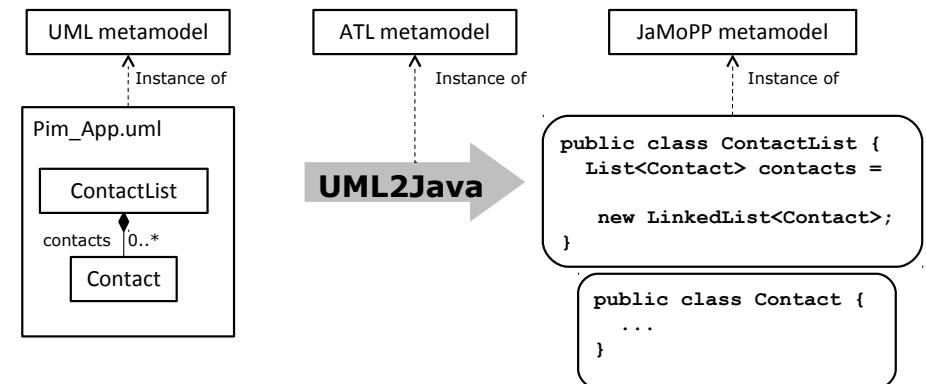 UML metamodel
ATL metamodel
JaMoPP metamodel
Instance of
Instance of
Instance of
Pim_App.uml
ContactList
contacts 0..*
Contact
UML2Java
public class ContactList {
List<Contact> contacts =
new LinkedList<Contact>;
}
public class Contact {
...
}